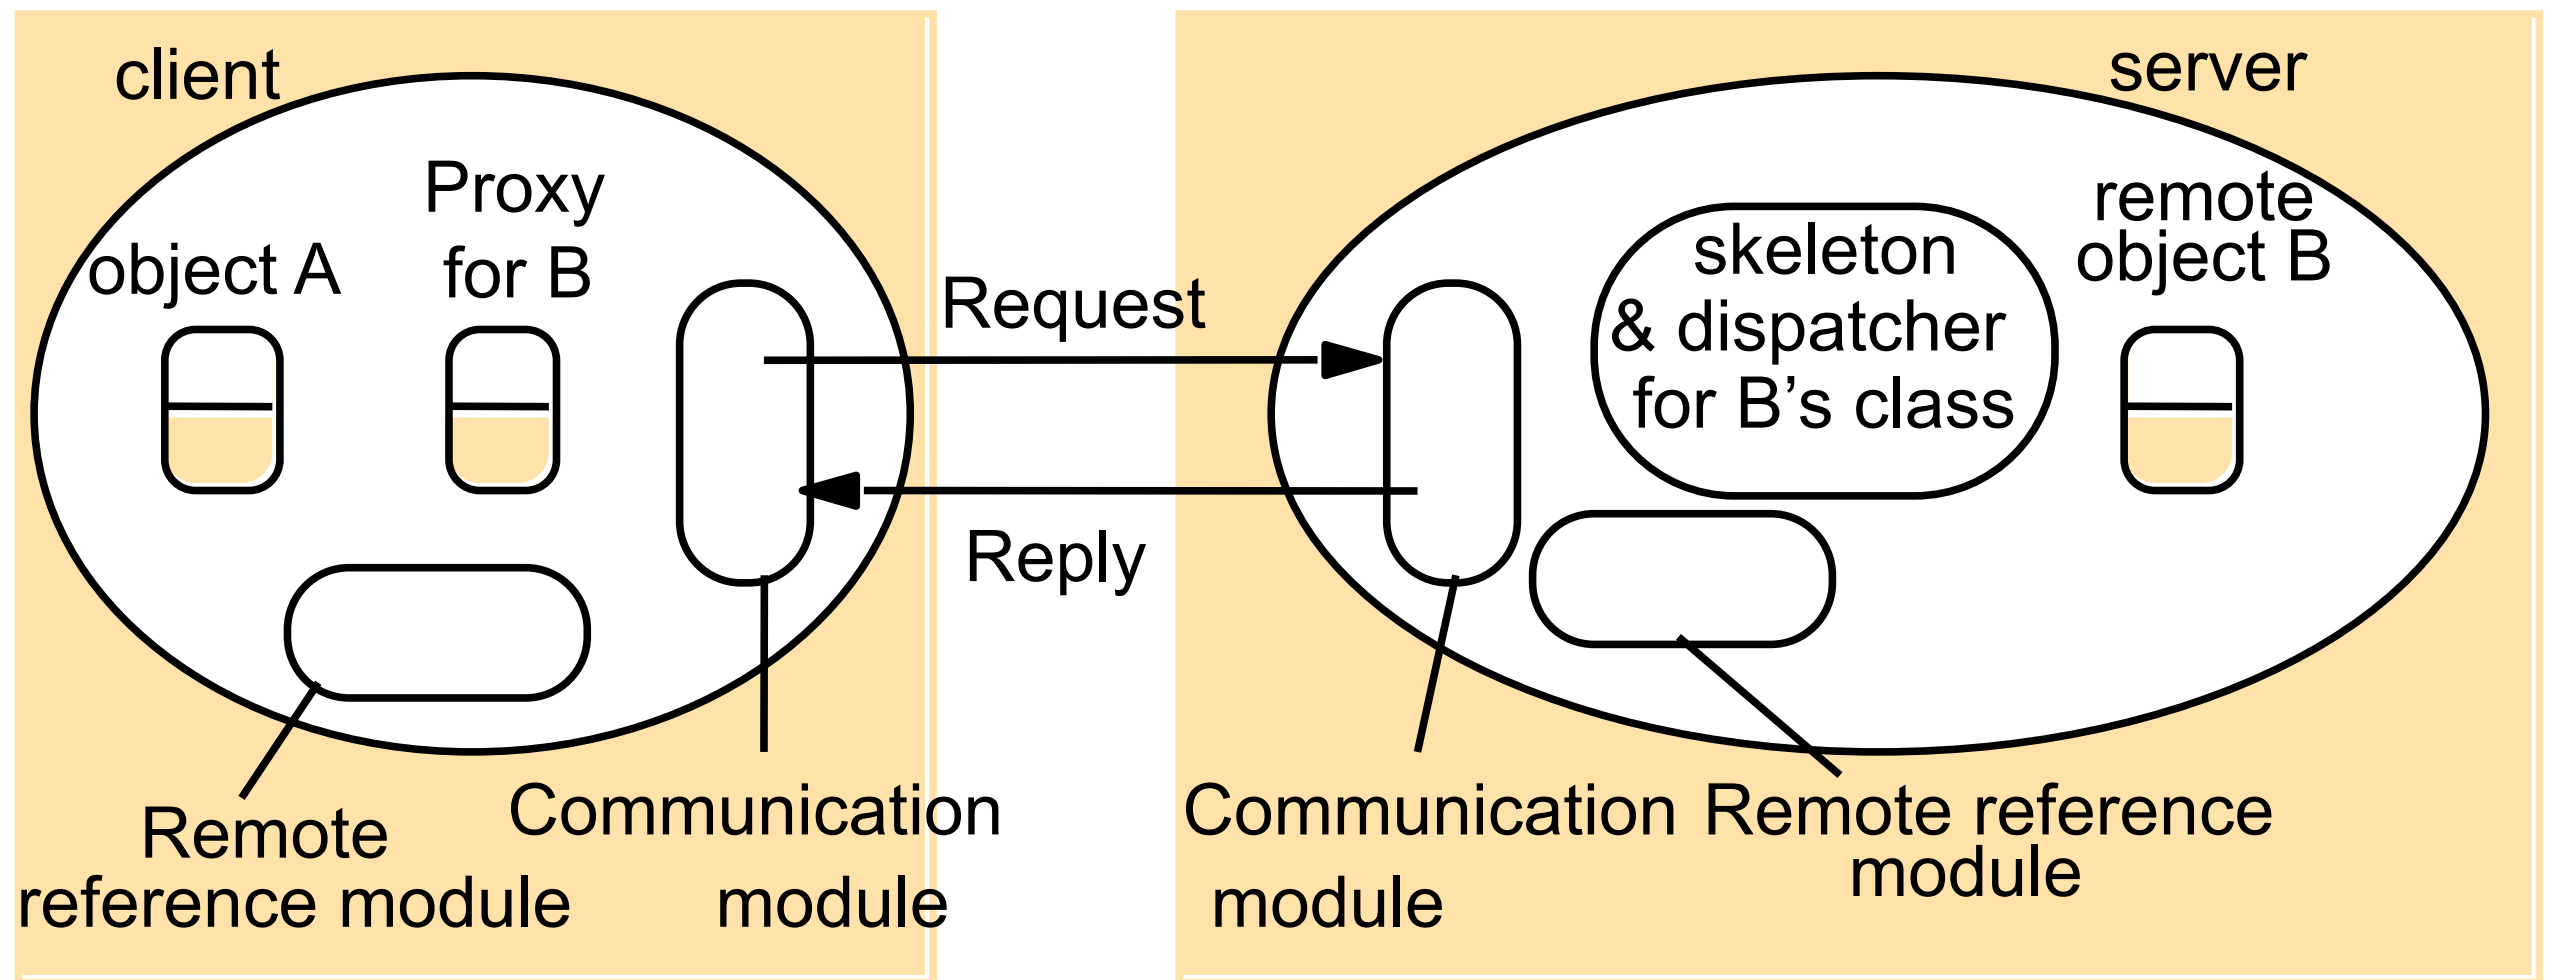 client
Proxy
for B
object A
Remote
reference module
Communication
module
Request
Reply
server
skeleton
& dispatcher
for B’s class
remote
object B
Communication
module
Remote reference
module